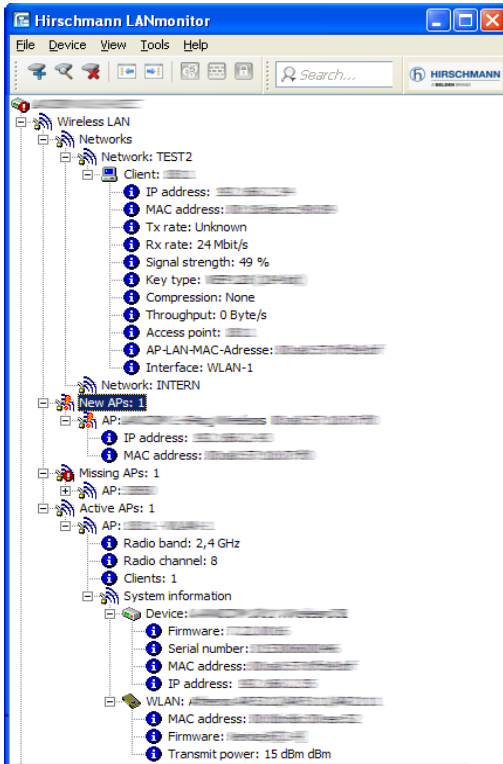 Hirschmann LANmonitor
File Device View Tools Help
Search...
HIRSCHMANN
A BELDEN BRAND
Wireless LAN
Networks
Network: TEST2
Client:
IP address:
MAC address:
Tx rate: Unknown
Rx rate: 24 Mbit/s
Signal strength: 49 %
Key type:
Compression: None
Throughput: 0 Byte/s
Access point:
AP-LAN-MAC-Adresse:
Interface: WLAN-1
Network: INTERN
New APs: 1
AP:
IP address:
MAC address:
Missing APs: 1
AP:
Active APs: 1
AP:
Radio band: 2,4 GHz
Radio channel: 8
Clients: 1
System information
Device:
Firmware:
Serial number:
MAC address:
IP address:
WLAN:
MAC address:
Firmware:
Transmit power: 15 dBm dBm